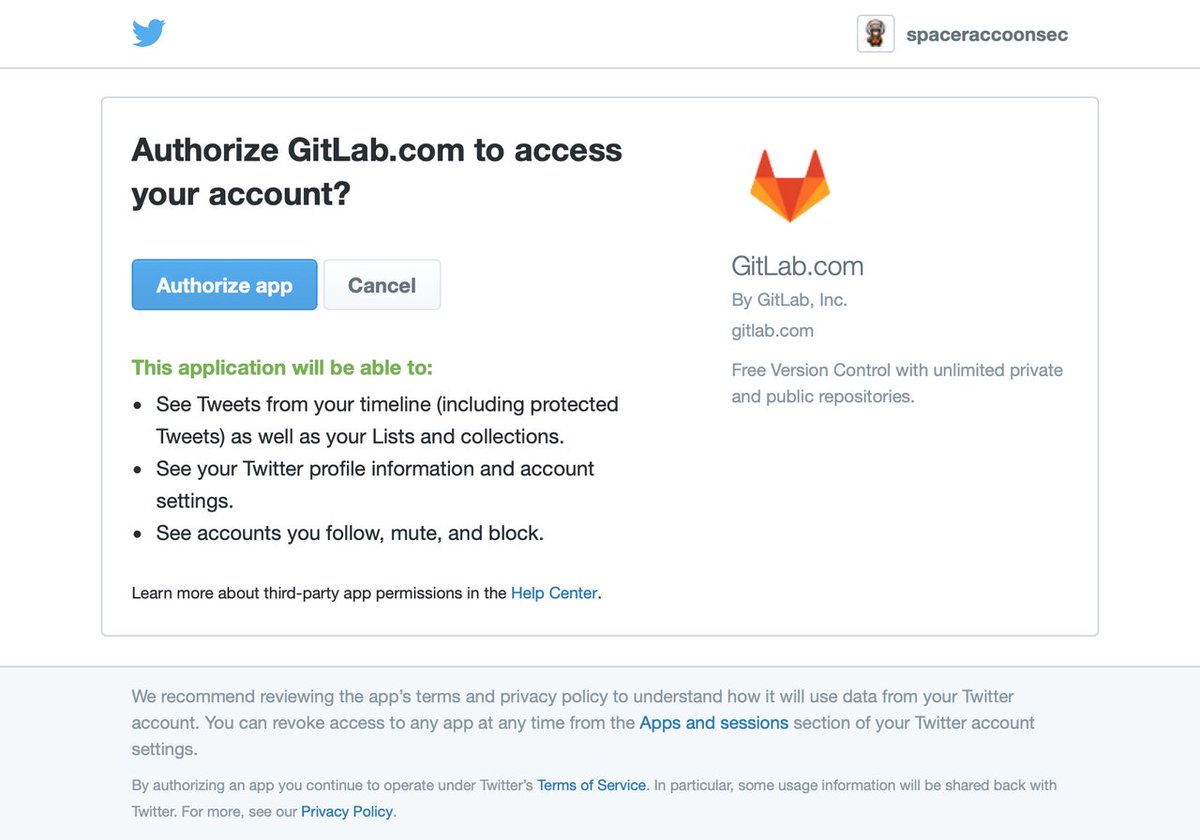 spaceraccoonsec
Authorize GitLab.com to access
your account?
Authorize app
Cancel
This application will be able to:
• See Tweets from your timeline (including protected
Tweets) as well as your Lists and collections.
• See your Twitter profile information and account
settings.
• See accounts you follow, mute, and block.
Learn more about third-party app permissions in the Help Center.
GitLab.com
By GitLab, Inc.
gitlab.com
Free Version Control with unlimited private
and public repositories.
We recommend reviewing the app's terms and privacy policy to understand how it will use data from your Twitter
account. You can revoke access to any app at any time from the Apps and sessions section of your Twitter account
settings.
By authorizing an app you continue to operate under Twitter's Terms of Service. In particular, some usage information will be shared back with
Twitter. For more, see our Privacy Policy.